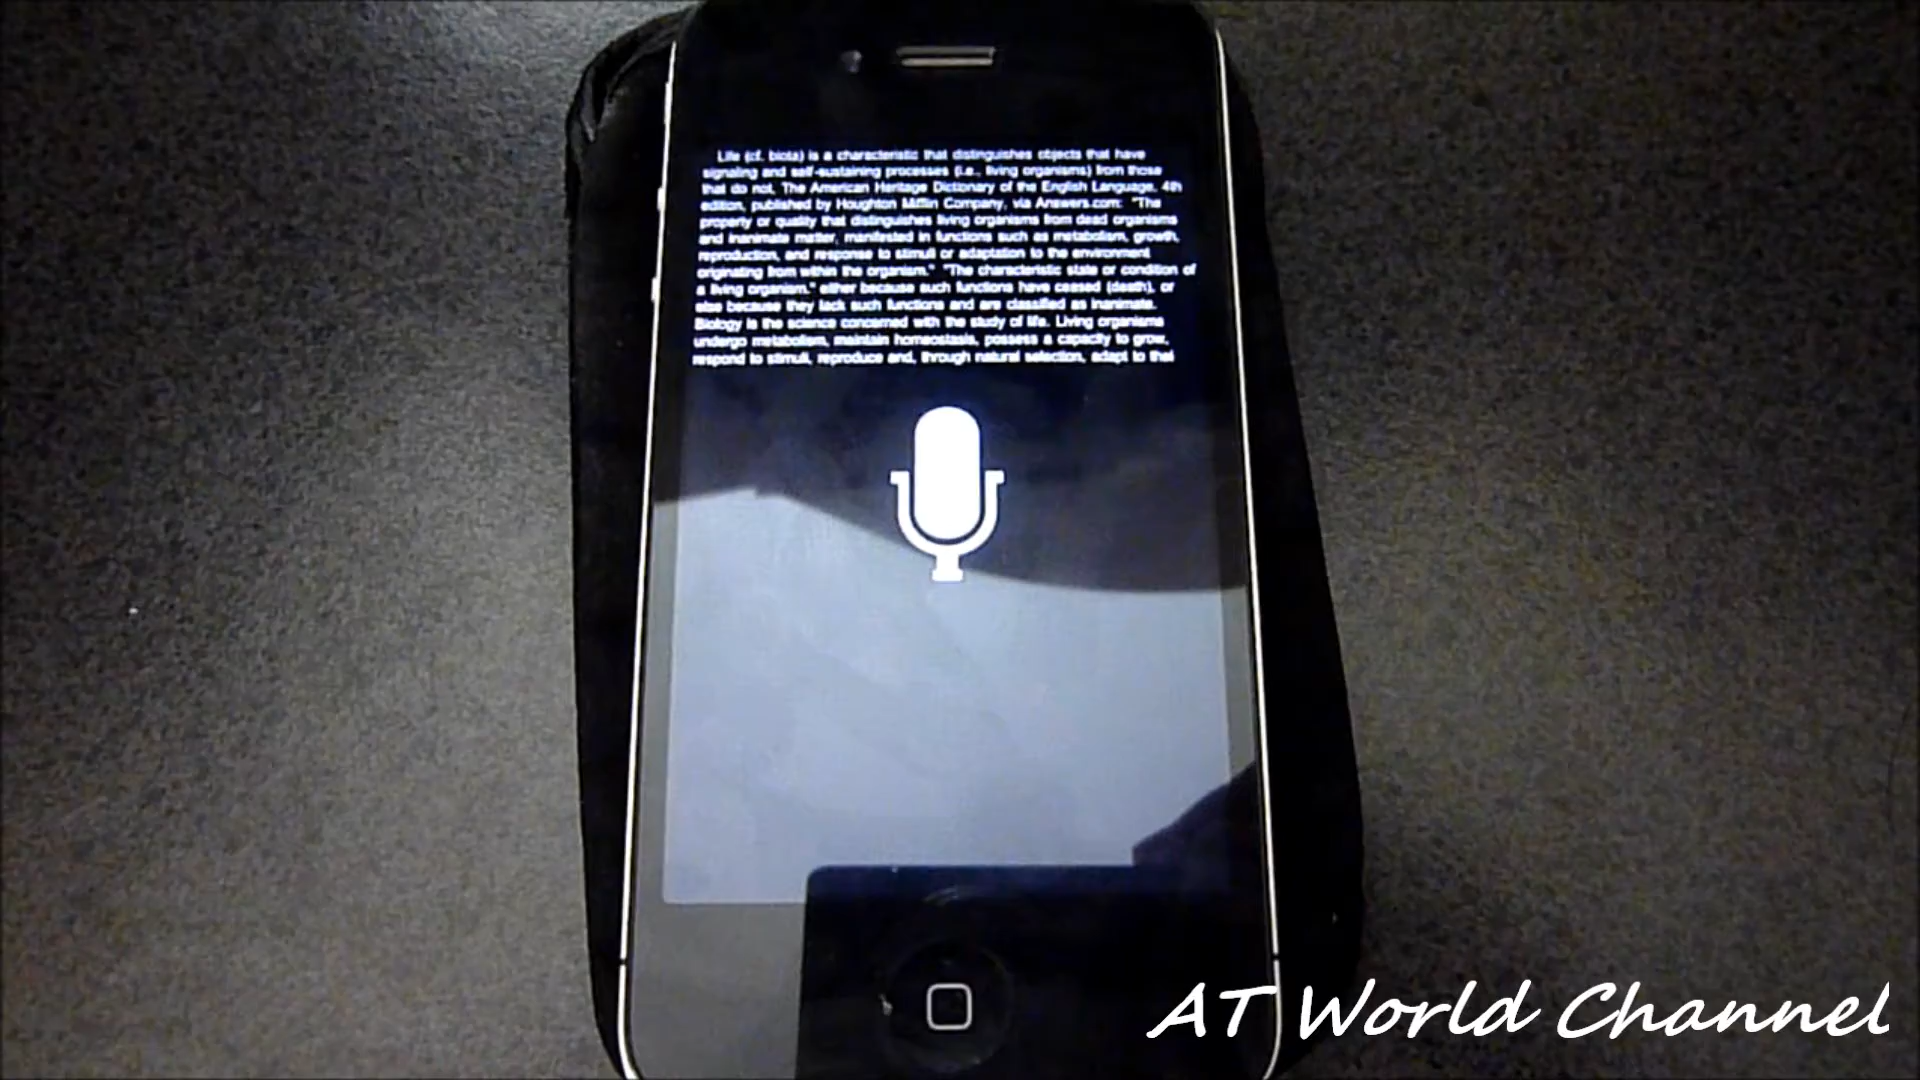 Life (cf. biota) is a characteristic that distinguishes objects that have
signaling and self-sustaining processes (i.e., living organisms) from those
that do not, The American Heritage Dictionary of the English Language, 4th
edition, published by Houghton Mifflin Company, via Answers.com: "The
property or quality that distinguishes living organisms from dead organisms
and inanimate matter, manifested in functions such as metabolism, growth,
reproduction, and response to stimuli or adaptation to the environment
originating from within the organism." "The characteristic state or condition of
a living organism." either because such functions have ceased (death), or
else because they lack such functions and are classified as inanimate.
Biology is the science concerned with the study of life. Living organisms
undergo metabolism, maintain homeostasis, possess a capacity to grow,
respond to stimuli, reproduce and, through natural selection, adapt to their
AT World Channel